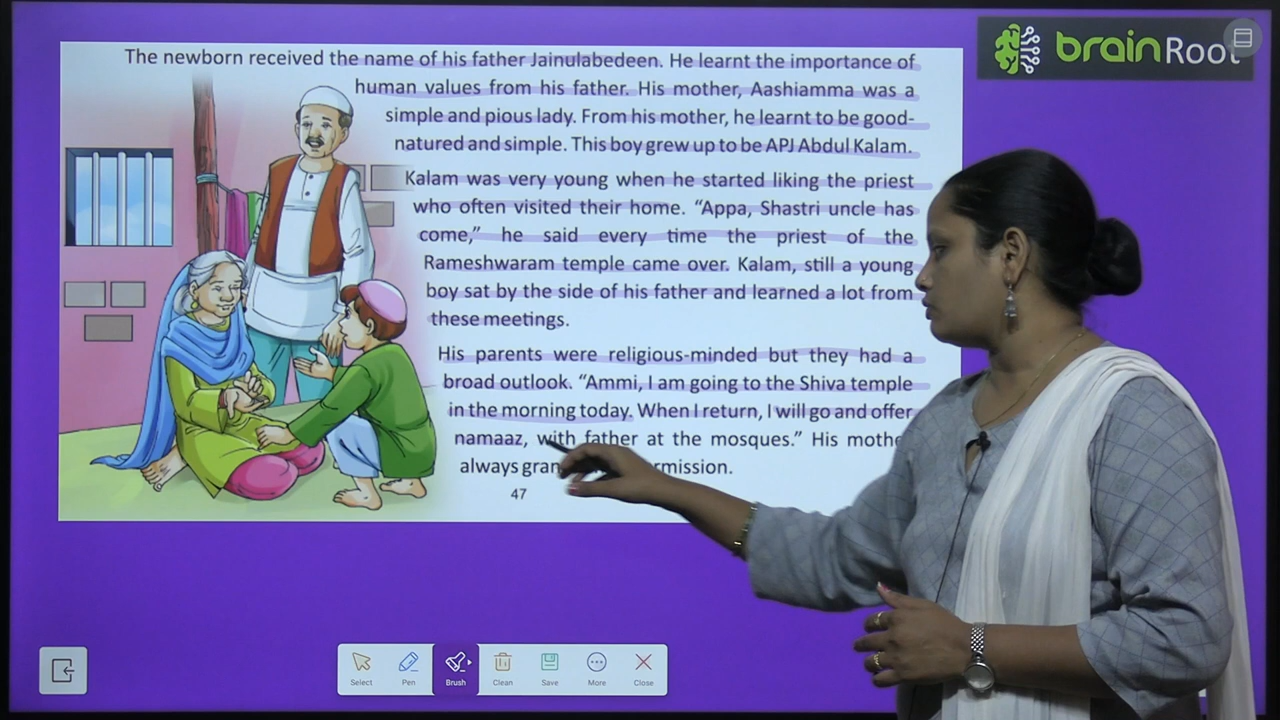 brainRoot
The newborn received the name of his father Jainulabedeen. He learnt the importance of
human values from his father. His mother, Aashiamma was a
simple and pious lady. From his mother, he learnt to be good-
natured and simple. This boy grew up to be APJ Abdul Kalam.
Kalam was very young when he started liking the priest
who often visited their home. “Appa, Shastri uncle has
come,” he said every time the priest of the
Rameshwaram temple came over. Kalam, still a young
boy sat by the side of his father and learned a lot from
these meetings.
His parents were religious-minded but they had a
broad outlook. “Ammi, I am going to the Shiva temple
in the morning today. When I return, I will go and offer
namaaz, with father at the mosques.” His
always
47
Select Pen Brush Clean Save More Close